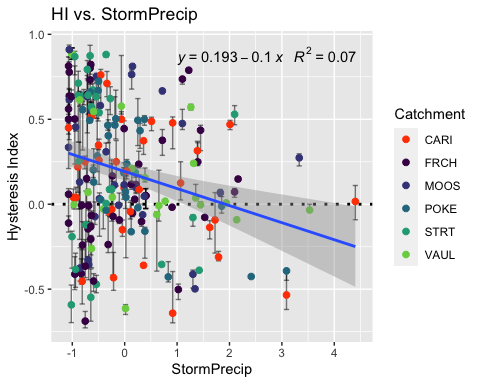 HI vs. StormPrecip
y = 0.193 – 0.1 x R² = 0.07
Hysteresis Index
1.0
0.5
0.0
-0.5
-1
0
1
2
3
4
StormPrecip
Catchment
CARI
FRCH
MOOS
POKE
STRT
VAUL